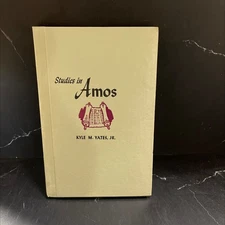 Studies in
Amos
KYLE M. YATES, JR.